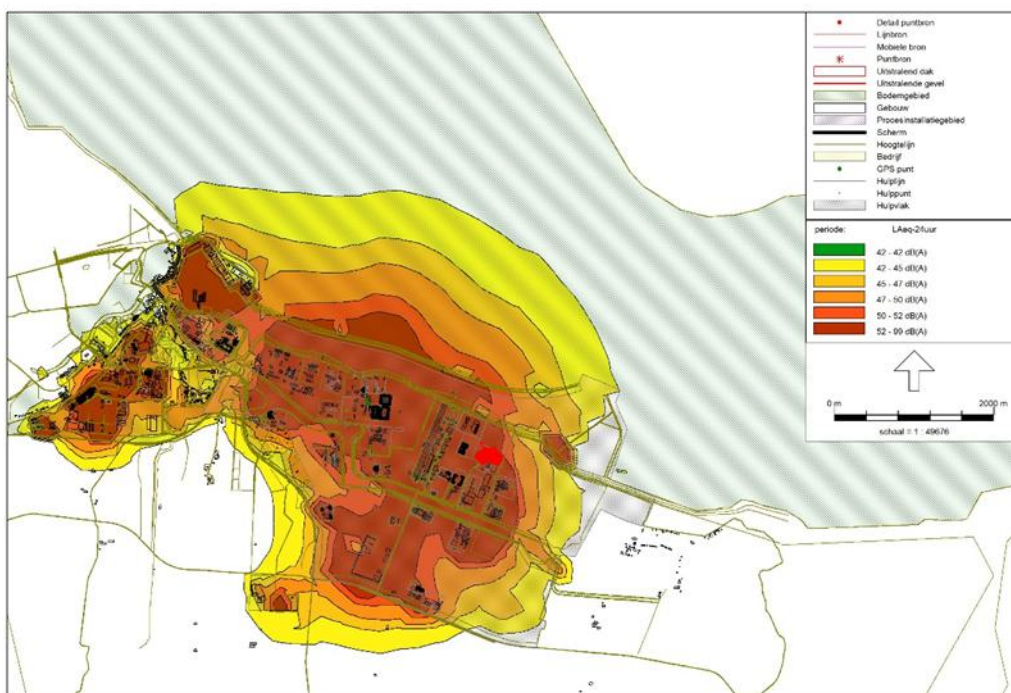 Detail puntbron
Lijnbron
Mobiele bron
Puntbron
Uitstralend dak
Uitstralende gevel
Bodemgebied
Gebouw
Procesinstallatiegebied
Scherm
Hoogtelijn
Bedrijf
GPS punt
Hulplijn
Hulppunt
Hulpvlak
periode: LAeq-24uur
42 - 42 dB(A)
42 - 45 dB(A)
45 - 47 dB(A)
47 - 50 dB(A)
50 - 52 dB(A)
52 - 99 dB(A)
0 m 2000 m
schaal = 1 : 49676